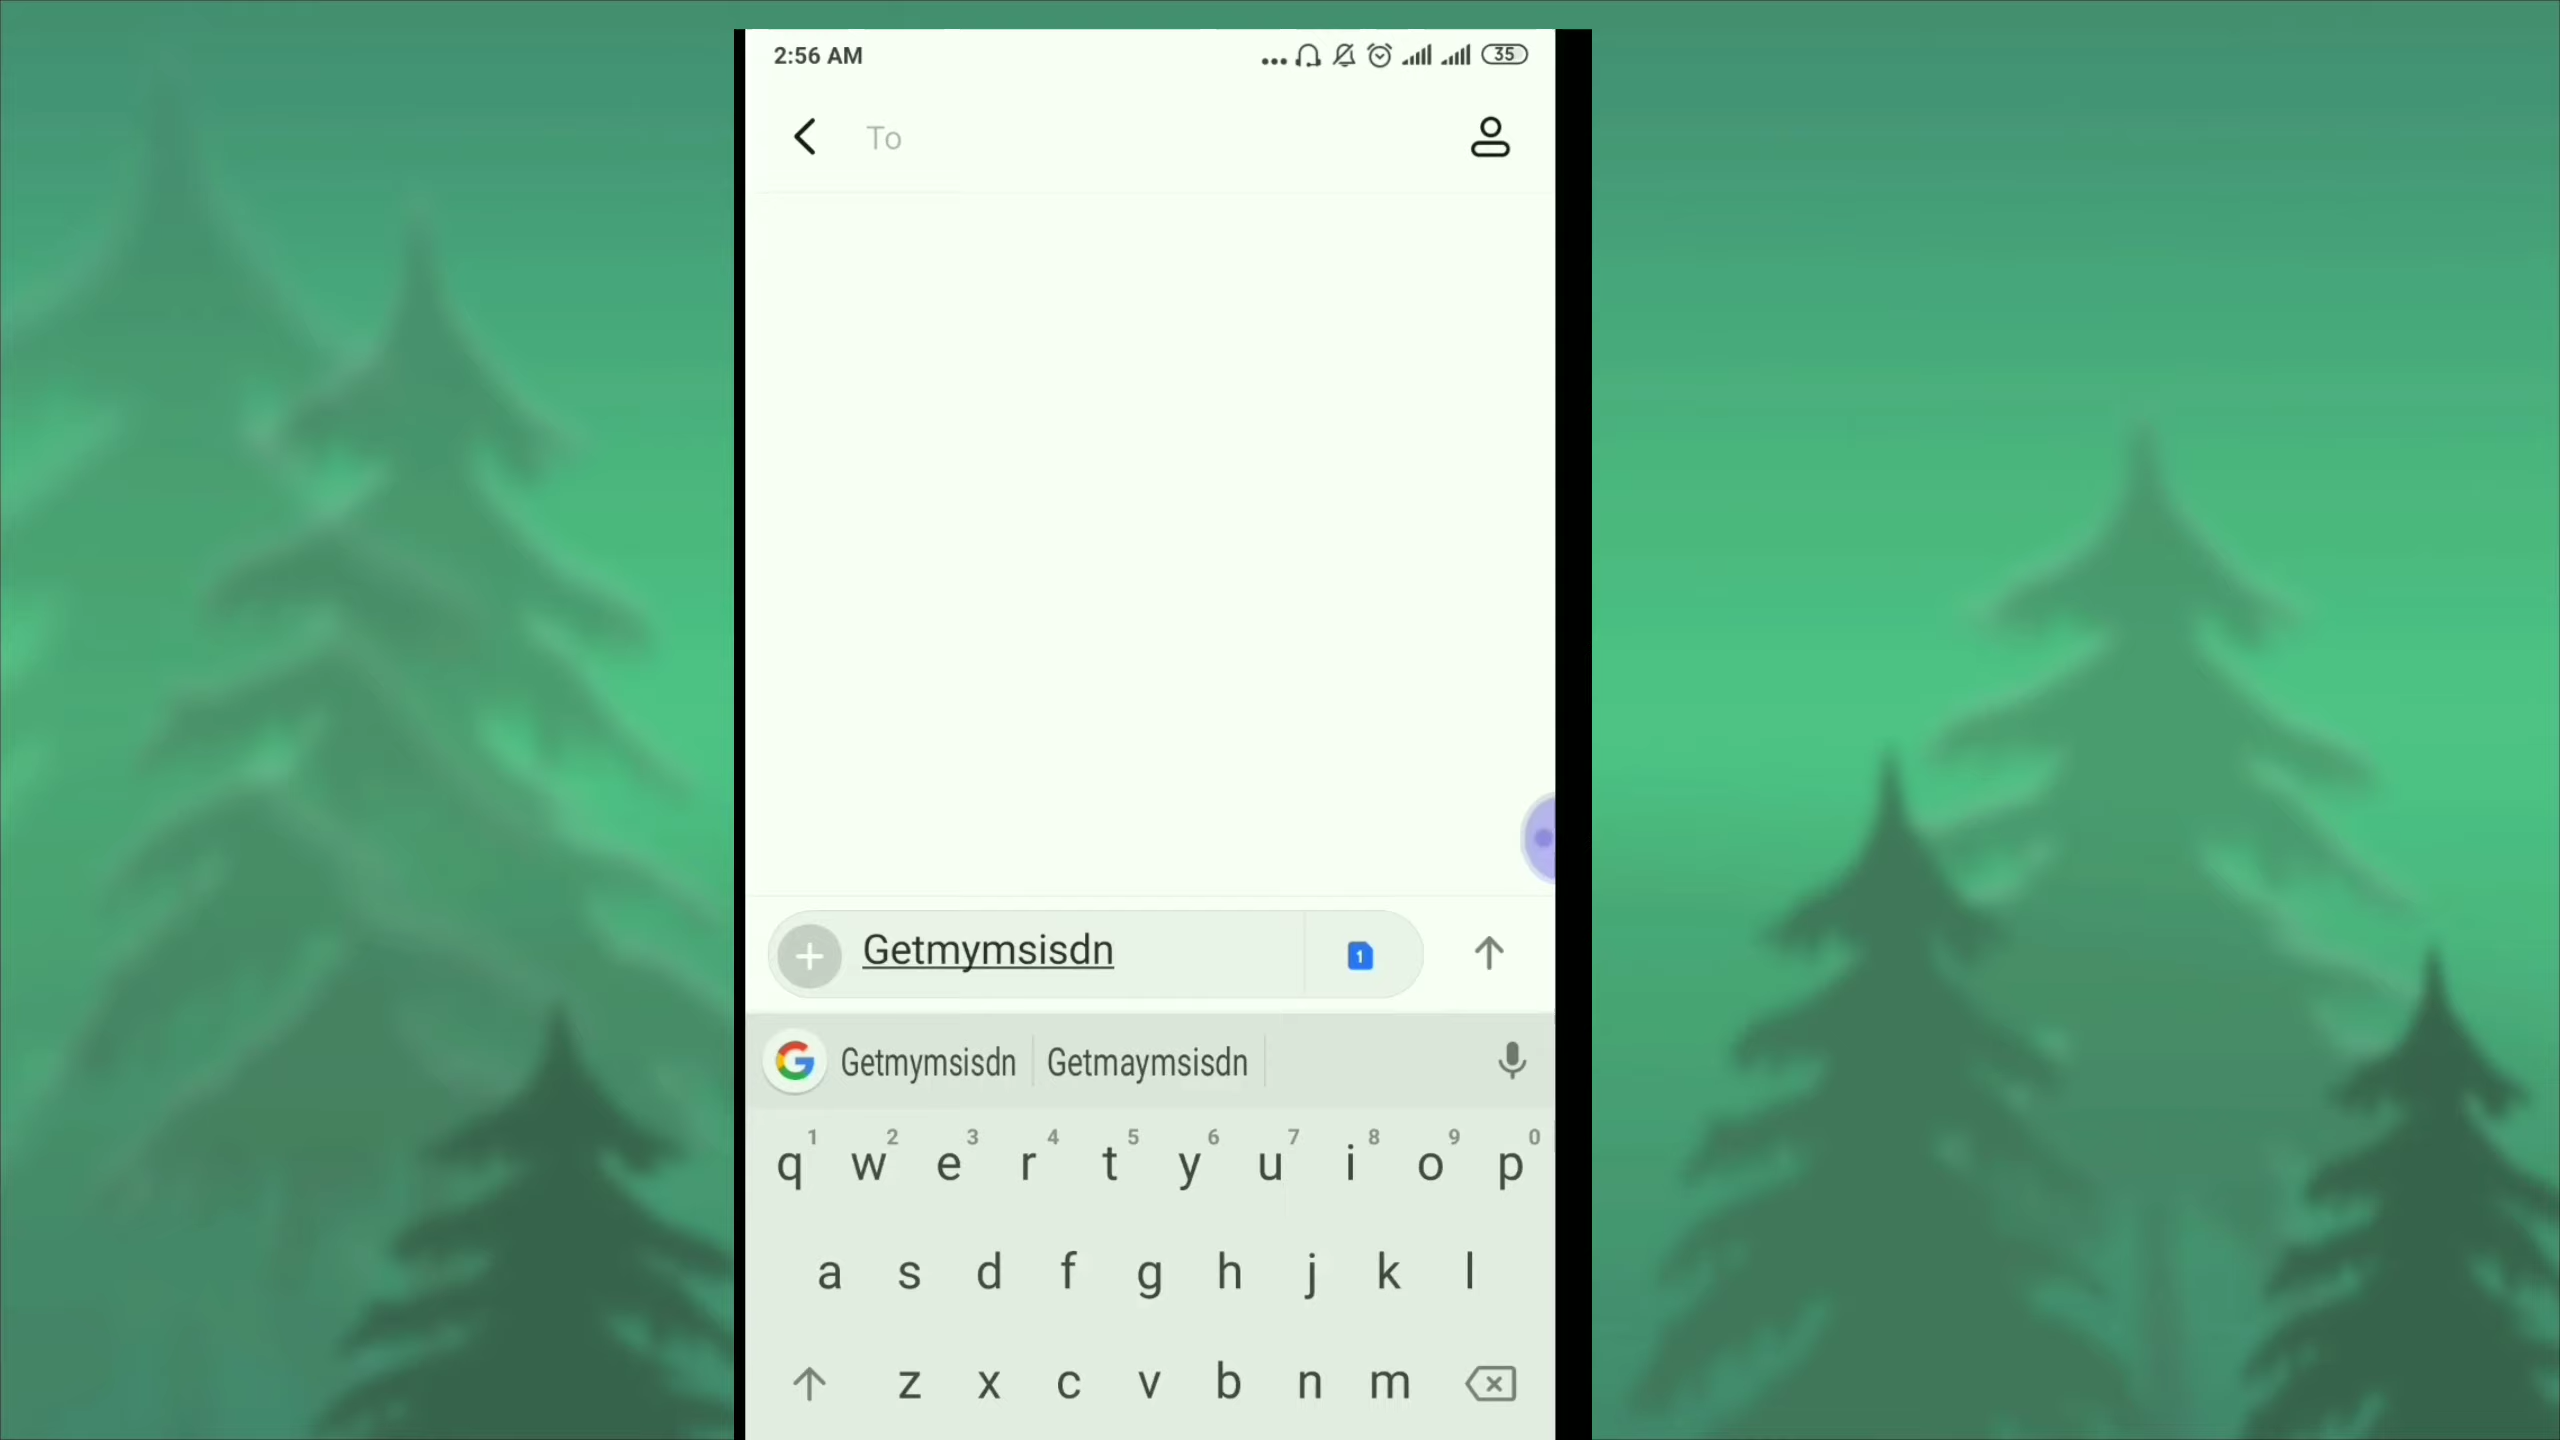 2:56 AM
35
To
Getmymsisdn
1
Getmymsisdn Getmaymsisdn
1 2 3 4 5 6 7 8 9 0
q w e r t y u i o p
a s d f g h j k l
z x c v b n m